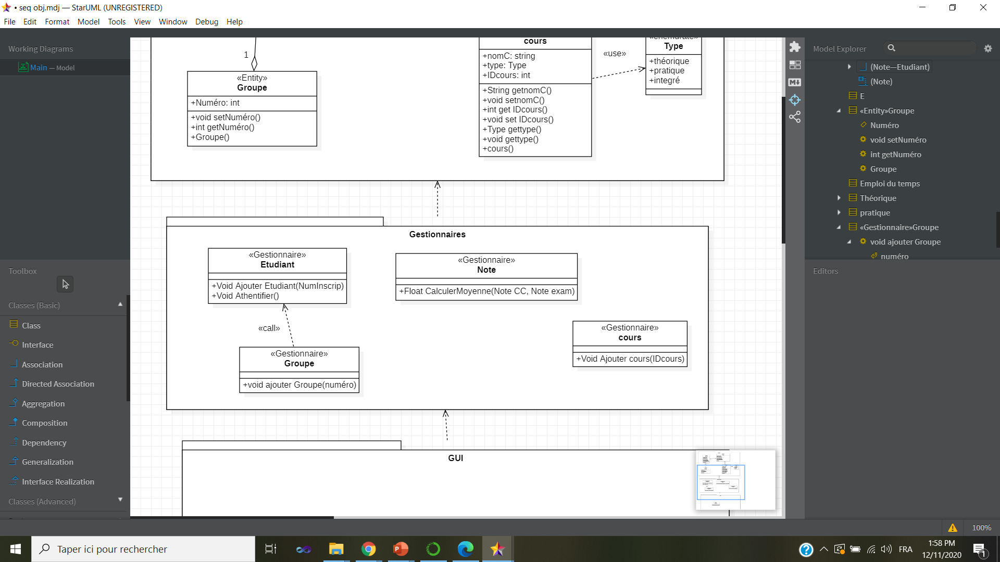 • seq obj.mdj — StarUML (UNREGISTERED)
File Edit Format Model Tools View Window Debug Help
Working Diagrams
Main — Model
Toolbox
Classes (Basic)
Class
Interface
Association
Directed Association
Aggregation
Composition
Dependency
Generalization
Interface Realization
Classes (Advanced)
1
«Entity»
Groupe
+Numéro: int
+void setNuméro()
+int getNuméro()
+Groupe()
cours
+nomC: string
+type: Type
+IDcours: int
+String getnomC()
+void setnomC()
+int get IDcours()
+void set IDcours()
+Type gettype()
+void gettype()
+cours()
«use»
Type
+théorique
+pratique
+integré
Gestionnaires
«Gestionnaire»
Etudiant
+Void Ajouter Etudiant(NumInscrip)
+Void Athentifier()
«Gestionnaire»
Note
+Float CalculerMoyenne(Note CC, Note exam)
«call»
«Gestionnaire»
Groupe
+void ajouter Groupe(numéro)
«Gestionnaire»
cours
+Void Ajouter cours(IDcours)
GUI
Model Explorer
(Note—Etudiant)
(Note)
E
«Entity»Groupe
Numéro
void setNuméro
int getNuméro
Groupe
Emploi du temps
Théorique
pratique
«Gestionnaire»Groupe
void ajouter Groupe
numéro
Editors
100%
Taper ici pour rechercher
FRA
1:58 PM
12/11/2020
1